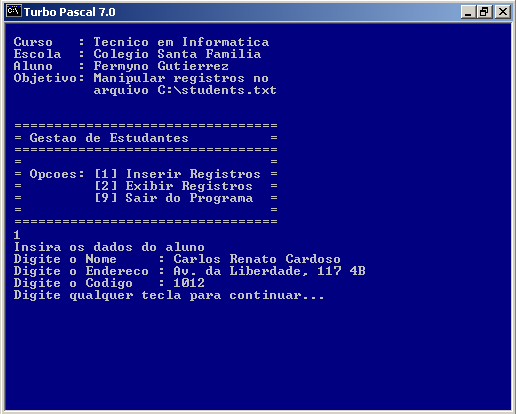 Turbo Pascal 7.0
Curso   : Tecnico em Informatica
Escola  : Colegio Santa Familia
Aluno   : Fermyno Gutierrez
Objetivo: Manipular registros no
          arquivo C:\students.txt
=================================
= Gestao de Estudantes          =
=================================
=                               =
= Opcoes: [1] Inserir Registros =
=         [2] Exibir Registros  =
=         [9] Sair do Programa  =
=                               =
=================================
1
Insira os dados do aluno
Digite o Nome     : Carlos Renato Cardoso
Digite o Endereco : Av. da Liberdade, 117 4B
Digite o Codigo   : 1012
Digite qualquer tecla para continuar...